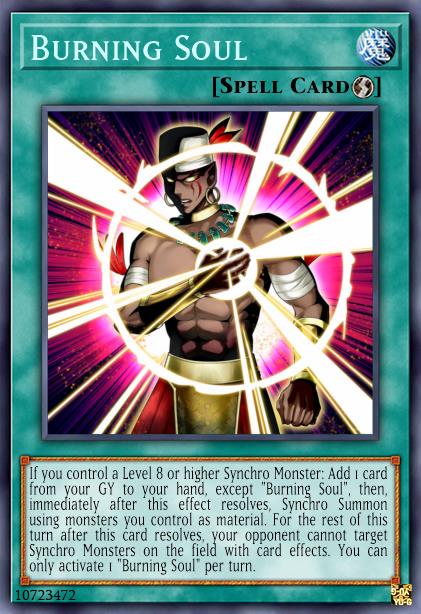 Burning Soul
[Spell Card]
If you control a Level 8 or higher Synchro Monster: Add 1 card
from your GY to your hand, except "Burning Soul", then,
immediately after this effect resolves, Synchro Summon
using monsters you control as material. For the rest of this
turn after this card resolves, your opponent cannot target
Synchro Monsters on the field with card effects. You can
only activate 1 "Burning Soul" per turn.
10723472